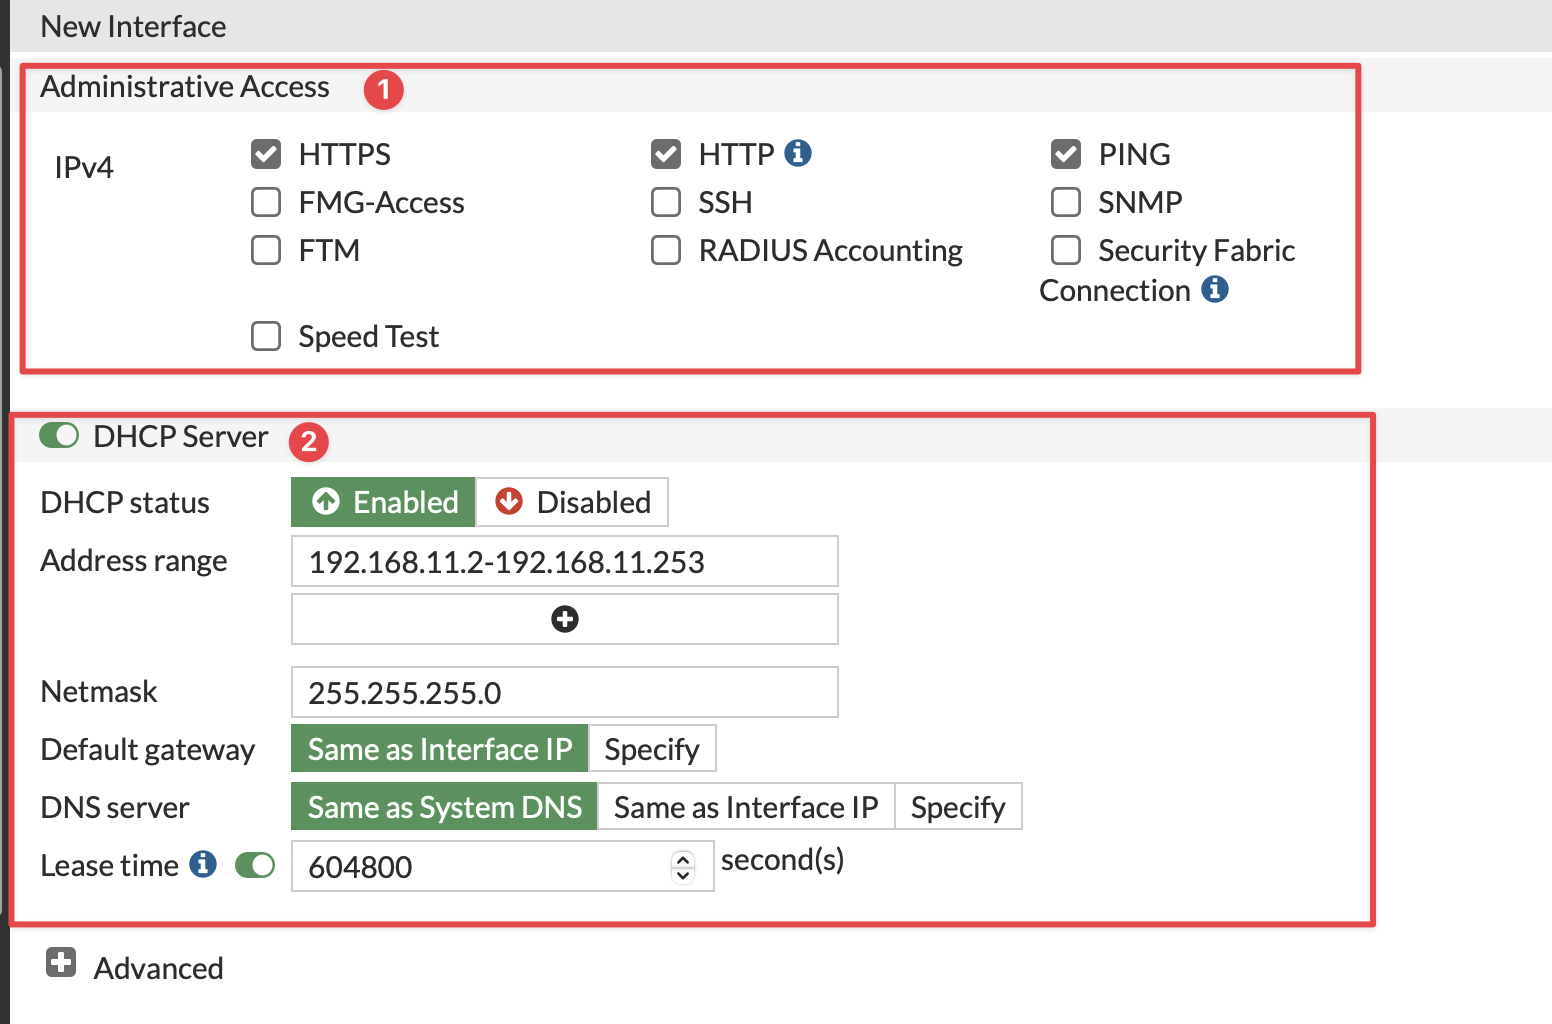 New Interface
Administrative Access 1
IPv4
HTTPS HTTP PING
FMG-Access SSH SNMP
FTM RADIUS Accounting Security Fabric
Connection
Speed Test
DHCP Server 2
DHCP status Enabled Disabled
Address range 192.168.11.2-192.168.11.253
Netmask 255.255.255.0
Default gateway Same as Interface IP Specify
DNS server Same as System DNS Same as Interface IP Specify
Lease time 604800 second(s)
Advanced